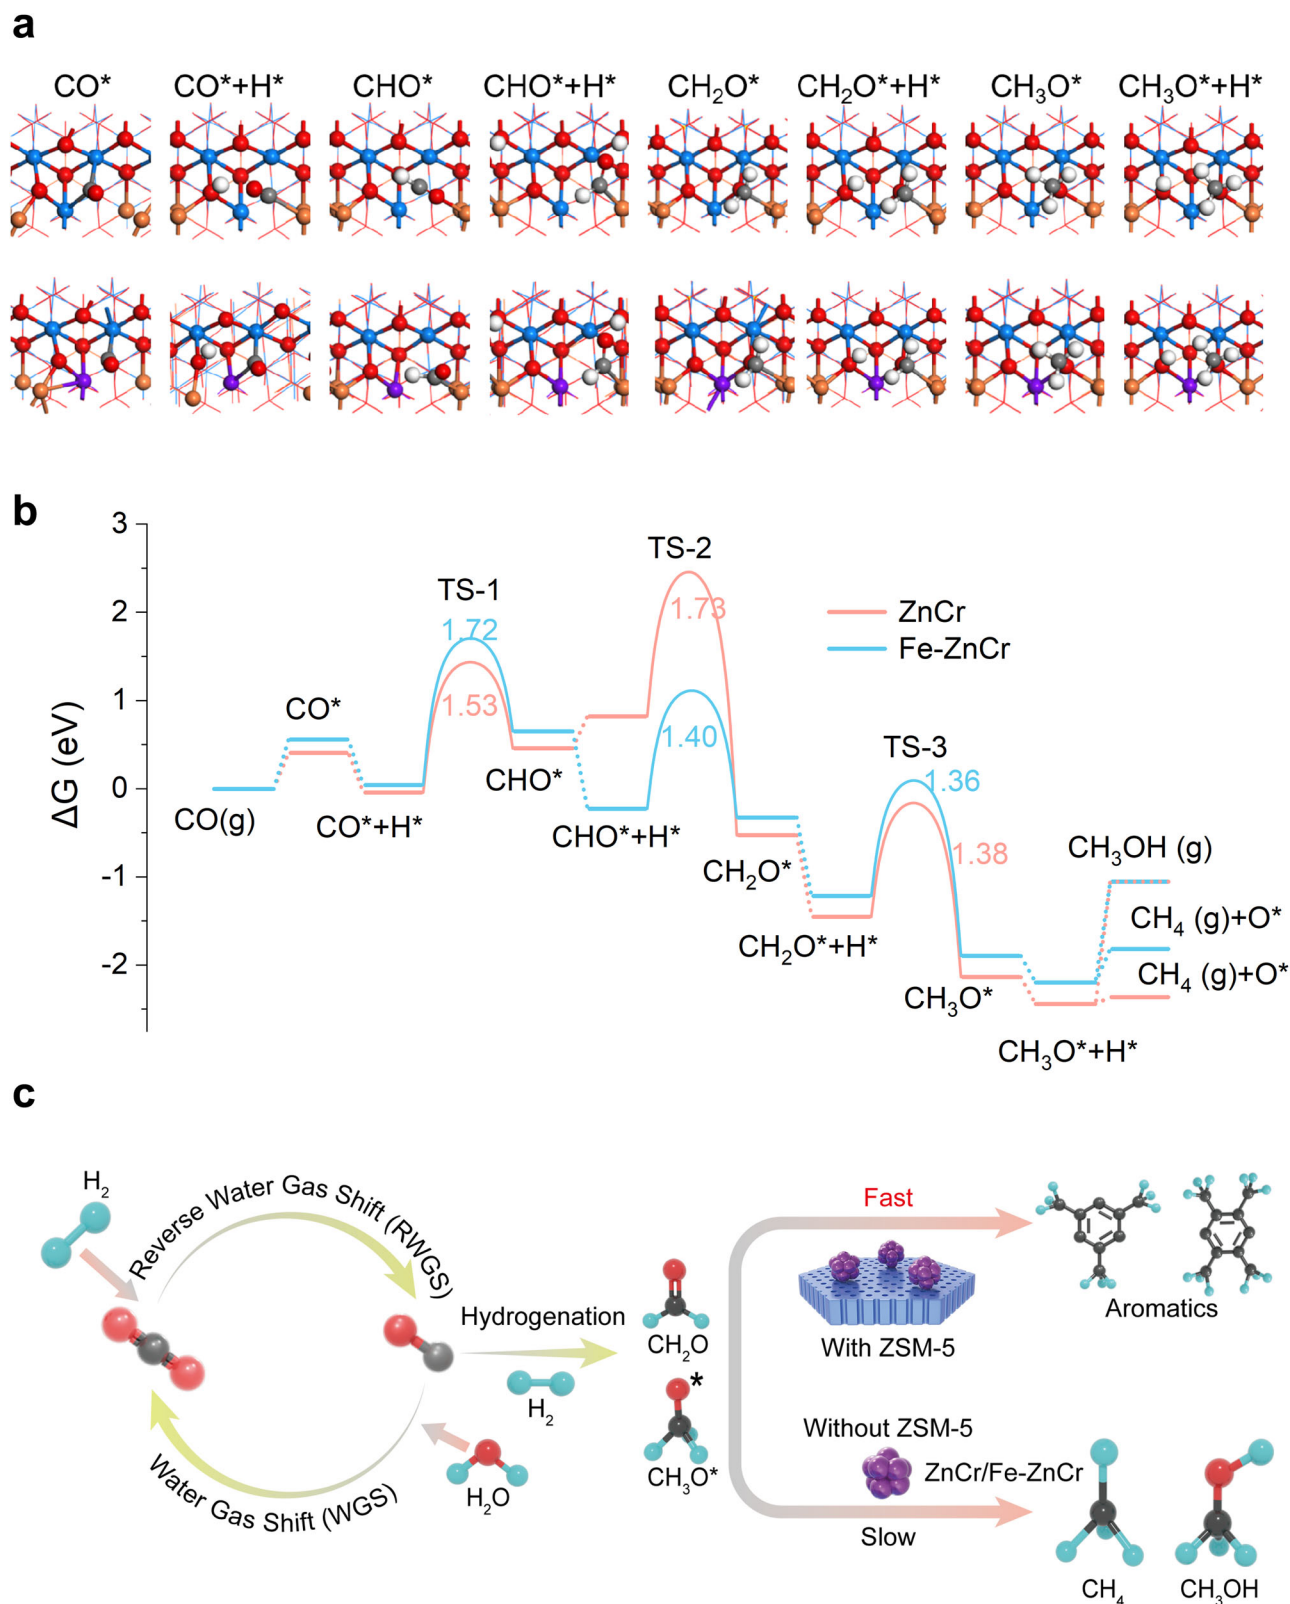 a
CO*
CO*+H*
CHO*
CHO*+H*
CH₂O*
CH₂O*+H*
CH₃O*
CH₃O*+H*
b
ΔG (eV)
3
2
1
0
-1
-2
TS-1
TS-2
TS-3
1.72
1.53
1.73
1.40
1.36
1.38
ZnCr
Fe-ZnCr
CO(g)
CO*
CO*+H*
CHO*
CHO*+H*
CH₂O*
CH₂O*+H*
CH₃O*
CH₃O*+H*
CH₃OH (g)
CH₄ (g)+O*
CH₄ (g)+O*
c
H₂
Reverse Water Gas Shift (RWGS)
Water Gas Shift (WGS)
H₂O
Hydrogenation
H₂
CH₂O
*
CH₃O*
Fast
With ZSM-5
Aromatics
Without ZSM-5
ZnCr/Fe-ZnCr
Slow
CH₄
CH₃OH